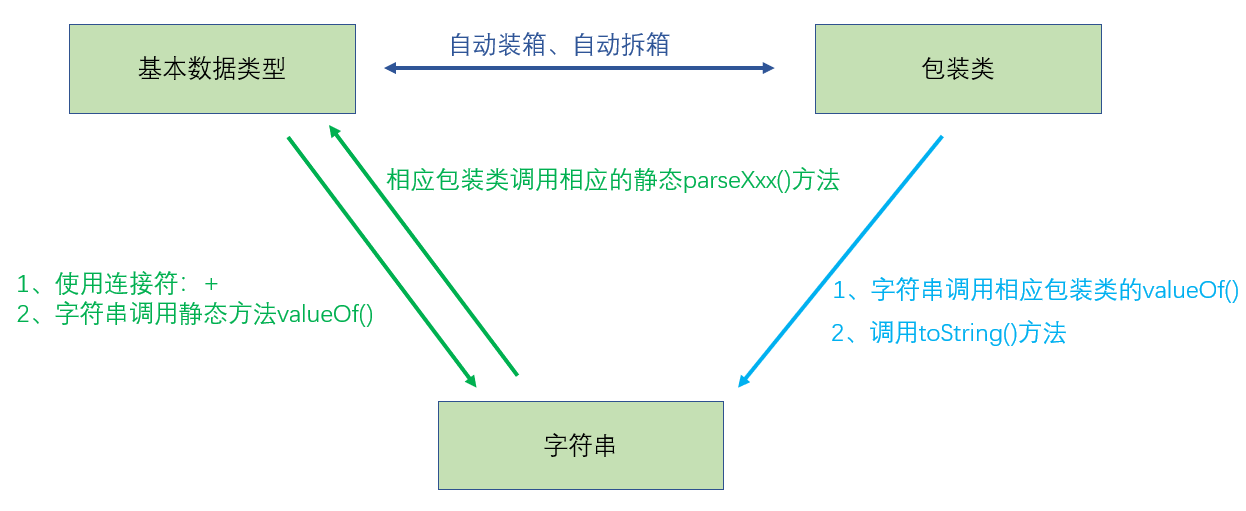 自动装箱、自动拆箱
基本数据类型
包装类
相应包装类调用相应的静态parseXxx()方法
1、使用连接符：+
2、字符串调用静态方法valueOf()
1、字符串调用相应包装类的valueOf()
2、调用toString()方法
字符串